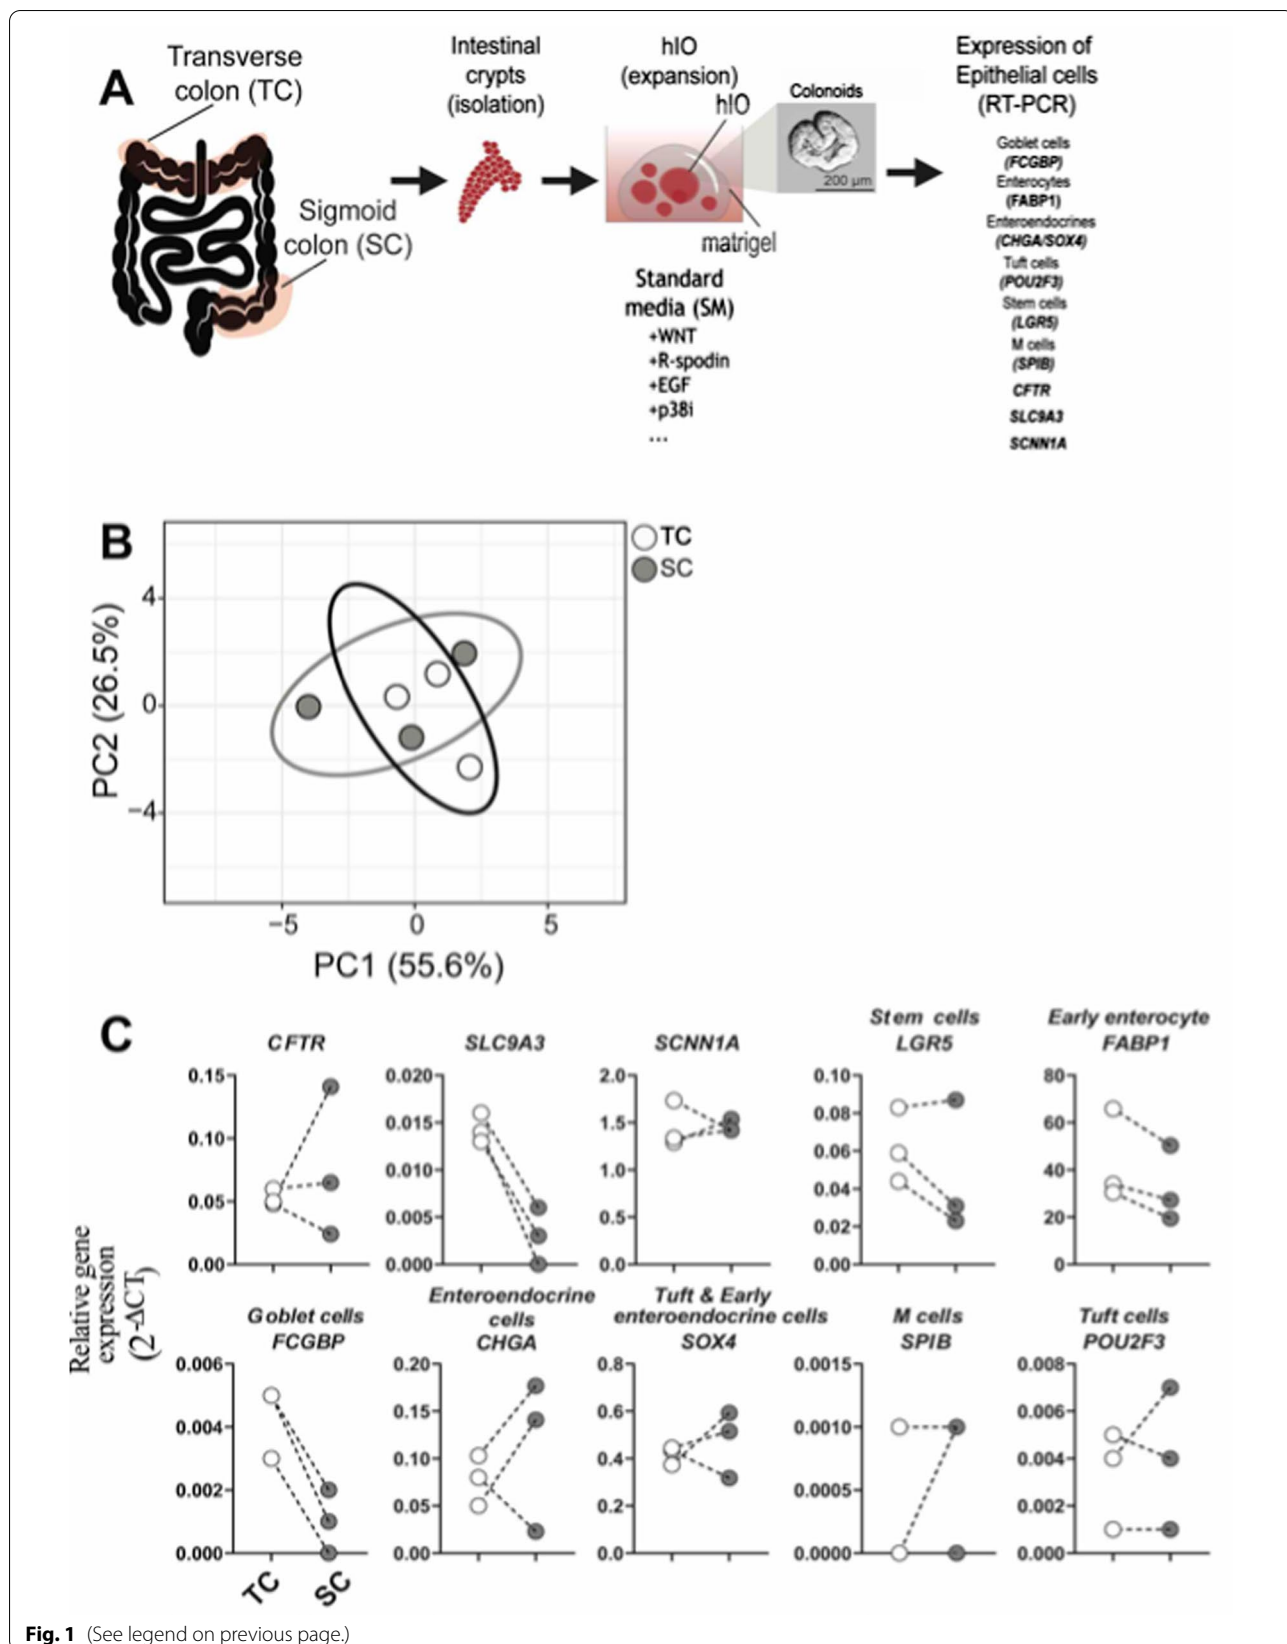 A
Transverse
colon (TC)
Sigmoid
colon (SC)
Intestinal
crypts
(isolation)
hIO
(expansion)
hIO
matrigel
Colonoids
200 µm
Standard
media (SM)
+WNT
+R-spodin
+EGF
+p38i
...
Expression of
Epithelial cells
(RT-PCR)
Goblet cells
(FCGBP)
Enterocytes
(FABP1)
Enteroendocrines
(CHGA/SOX4)
Tuft cells
(POU2F3)
Stem cells
(LGR5)
M cells
(SPIB)
CFTR
SLC9A3
SCNN1A
B
TC
SC
PC2 (26.5%)
4
0
−4
−5 0 5
PC1 (55.6%)
C
Relative gene
expression
(2-ΔCT)
CFTR
0.15
0.10
0.05
0.00
SLC9A3
0.020
0.015
0.010
0.005
0.000
SCNN1A
2.0
1.5
1.0
0.5
0.0
Stem cells
LGR5
0.10
0.08
0.06
0.04
0.02
0.00
Early enterocyte
FABP1
80
60
40
20
0
Goblet cells
FCGBP
0.006
0.004
0.002
0.000
TC SC
Enteroendocrine
cells
CHGA
0.20
0.15
0.10
0.05
0.00
Tuft & Early
enteroendocrine cells
SOX4
0.8
0.6
0.4
0.2
0.0
M cells
SPIB
0.0015
0.0010
0.0005
0.0000
Tuft cells
POU2F3
0.008
0.006
0.004
0.002
0.000
Fig. 1 (See legend on previous page.)